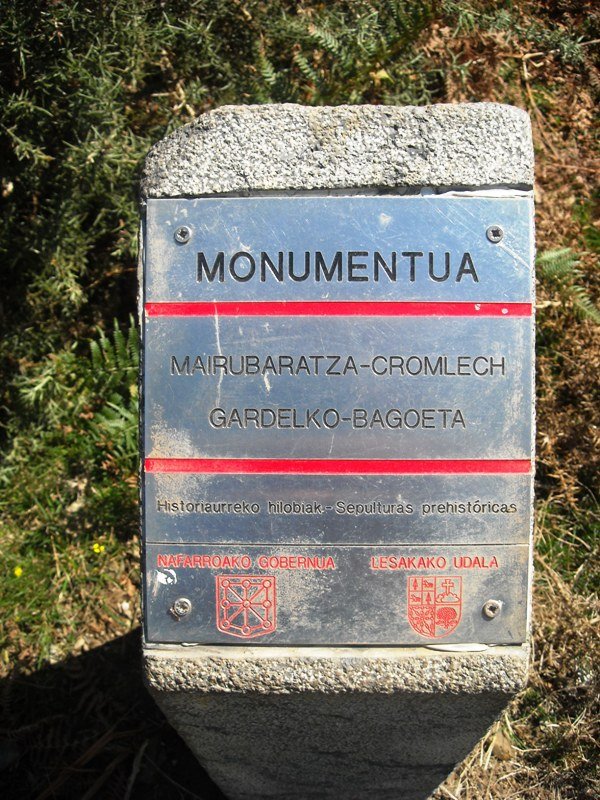 MONUMENTUA
MAIRUBARATZA-CROMLECH
GARDELKO-BAGOETA
Historiaurreko hilobiak-Sepulturas prehistóricas
NAFARROAKO GOBERNUA LESAKAKO UDALA